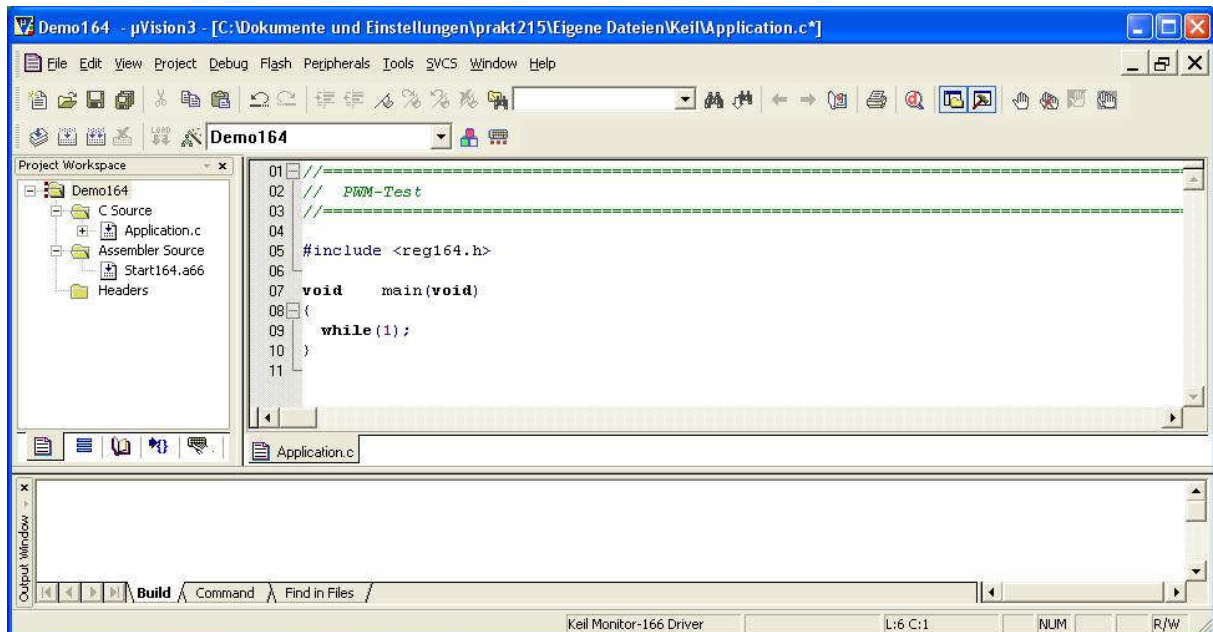 Demo164 - µVision3 - [C:\Dokumente und Einstellungen\prakt215\Eigene Dateien\Keil\Application.c*]
File Edit View Project Debug Flash Peripherals Tools SVCS Window Help
Demo164
Project Workspace
Demo164
C Source
Application.c
Assembler Source
Start164.a66
Headers
01 //==============================================================================
02 // PWM-Test
03 //==============================================================================
04
05 #include <reg164.h>
06
07 void main(void)
08 {
09 while(1);
10 }
11
Application.c
Output Window
Build Command Find in Files
Keil Monitor-166 Driver L:6 C:1 NUM R/W